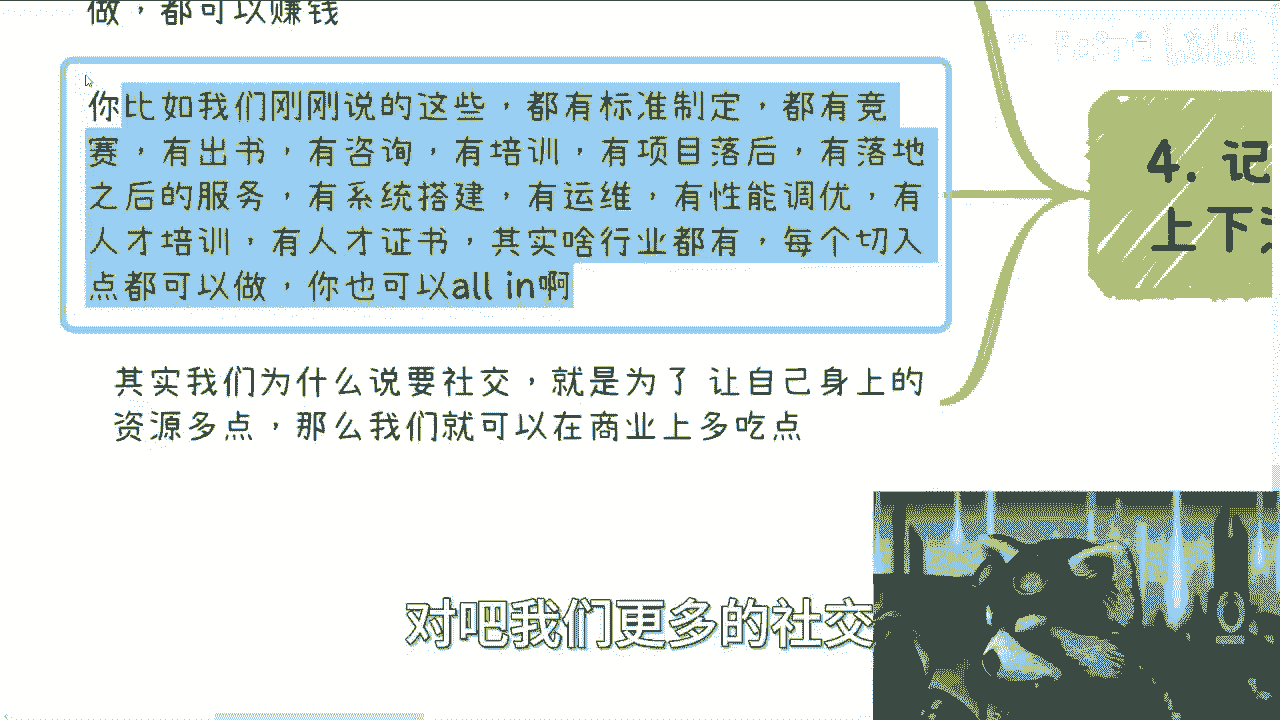 做，都可以赚钱
你比如我们刚刚说的这些，都有标准制定，都有竞
赛，有出书，有咨询，有培训，有项目落后，有落地
之后的服务，有系统搭建，有运维，有性能调优，有
人才培训，有人才证书，其实啥行业都有，每个切入
点都可以做，你也可以all in啊
其实我们为什么说要社交，就是为了 让自己身上的
资源多点，那么我们就可以在商业上多吃点
4. 记
上下
对吧我们更多的社交